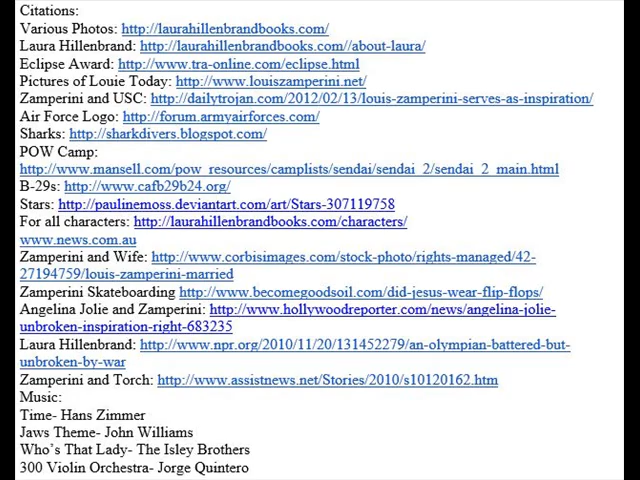 Citations:
Various Photos: http://laurahillenbrandbooks.com/
Laura Hillenbrand: http://laurahillenbrandbooks.com//about-laura/
Eclipse Award: http://www.tra-online.com/eclipse.html
Pictures of Louie Today: http://www.louiszamperini.net/
Zamperini and USC: http://dailytrojan.com/2012/02/13/louis-zamperini-serves-as-inspiration/
Air Force Logo: http://forum.armyairforces.com/
Sharks: http://sharkdivers.blogspot.com/
POW Camp:
http://www.mansell.com/pow_resources/camplists/sendai/sendai_2/sendai_2_main.html
B-29s: http://www.cafb29b24.org/
Stars: http://paulinemoss.deviantart.com/art/Stars-307119758
For all characters: http://laurahillenbrandbooks.com/characters/
www.news.com.au
Zamperini and Wife: http://www.corbisimages.com/stock-photo/rights-managed/42-
27194759/louis-zamperini-married
Zamperini Skateboarding http://www.becomegoodsoil.com/did-jesus-wear-flip-flops/
Angelina Jolie and Zamperini: http://www.hollywoodreporter.com/news/angelina-jolie-
unbroken-inspiration-right-683235
Laura Hillenbrand: http://www.npr.org/2010/11/20/131452279/an-olympian-battered-but-
unbroken-by-war
Zamperini and Torch: http://www.assistnews.net/Stories/2010/s10120162.htm
Music:
Time- Hans Zimmer
Jaws Theme- John Williams
Who's That Lady- The Isley Brothers
300 Violin Orchestra- Jorge Quintero